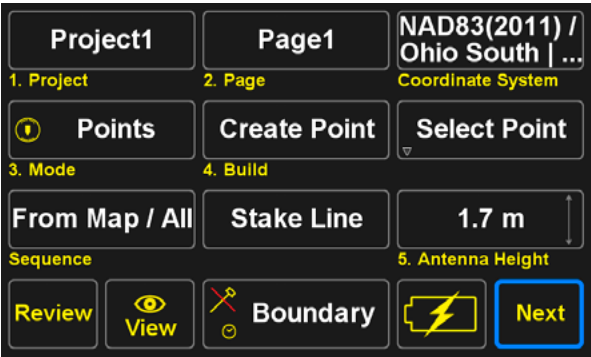 Project1
Page1
NAD83(2011) /
Ohio South | ...
1. Project
2. Page
Coordinate System
Points
Create Point
Select Point
3. Mode
4. Build
From Map / All
Stake Line
1.7 m
Sequence
5. Antenna Height
Review
View
Boundary
Next